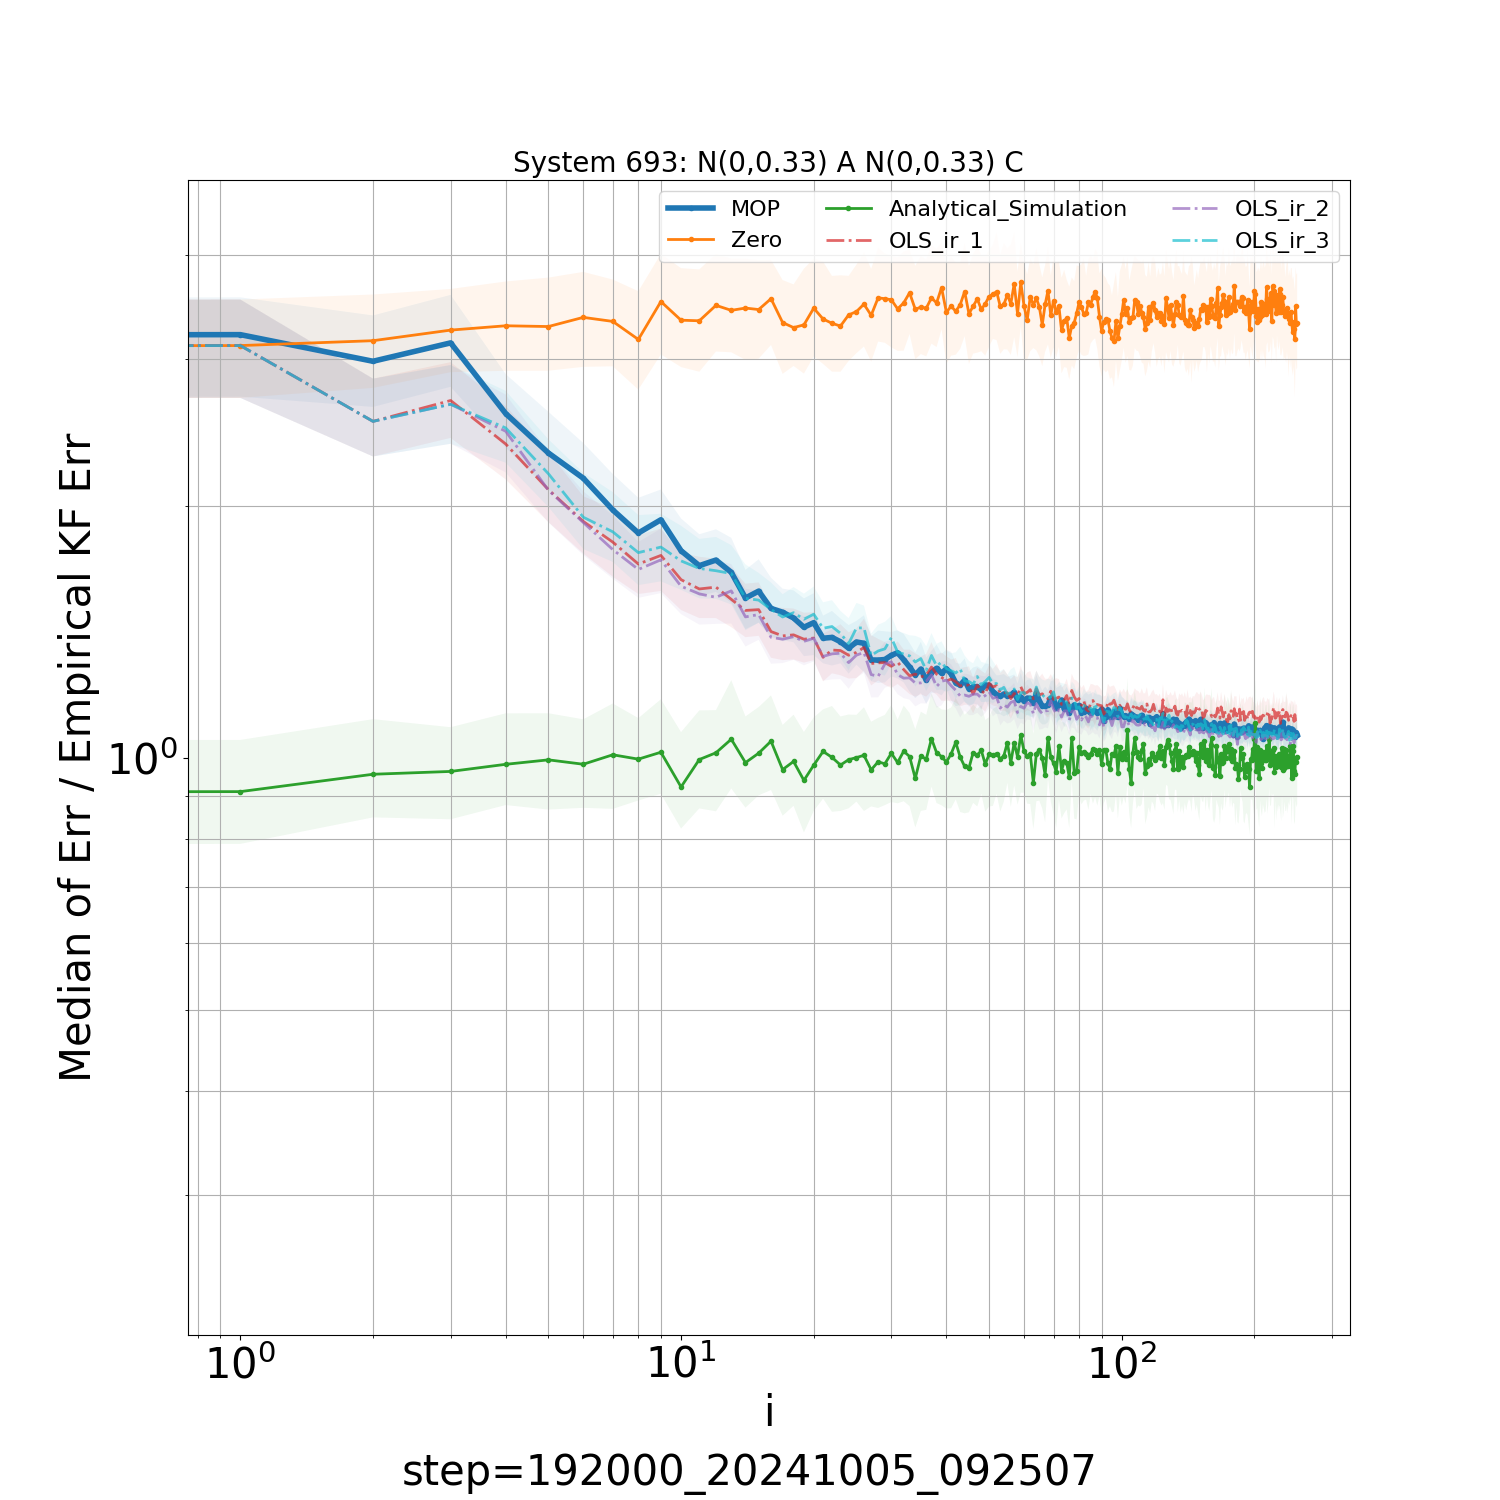 System 693: N(0,0.33) A N(0,0.33) C
MOP
Zero
Analytical_Simulation
OLS_ir_1
OLS_ir_2
OLS_ir_3
Median of Err / Empirical KF Err
10⁰
10⁰ 10¹ 10²
i
step=192000_20241005_092507